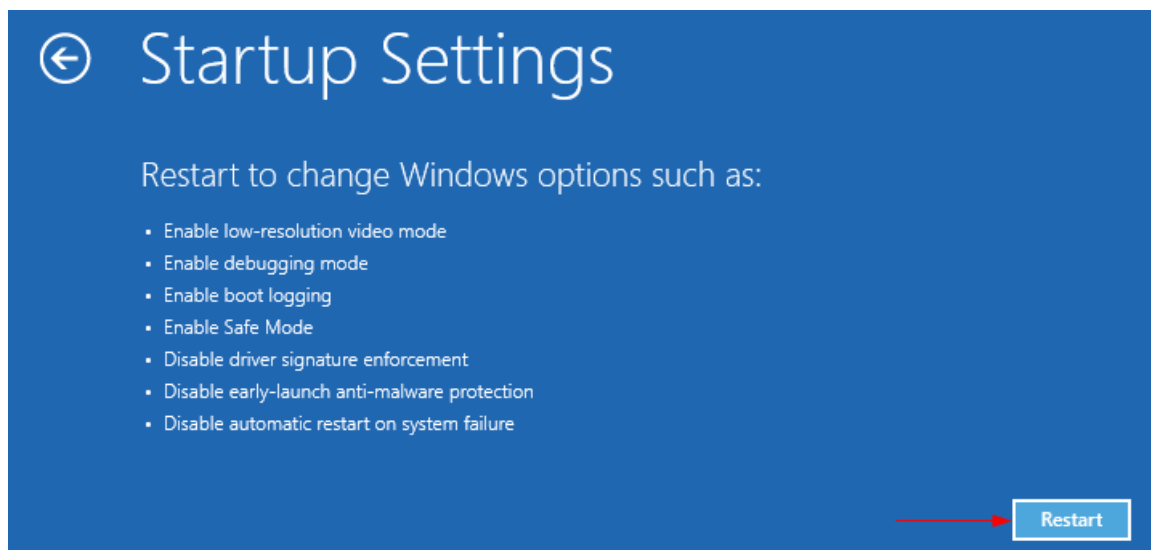 Startup Settings
Restart to change Windows options such as:
▪ Enable low-resolution video mode
▪ Enable debugging mode
▪ Enable boot logging
▪ Enable Safe Mode
▪ Disable driver signature enforcement
▪ Disable early-launch anti-malware protection
▪ Disable automatic restart on system failure
Restart